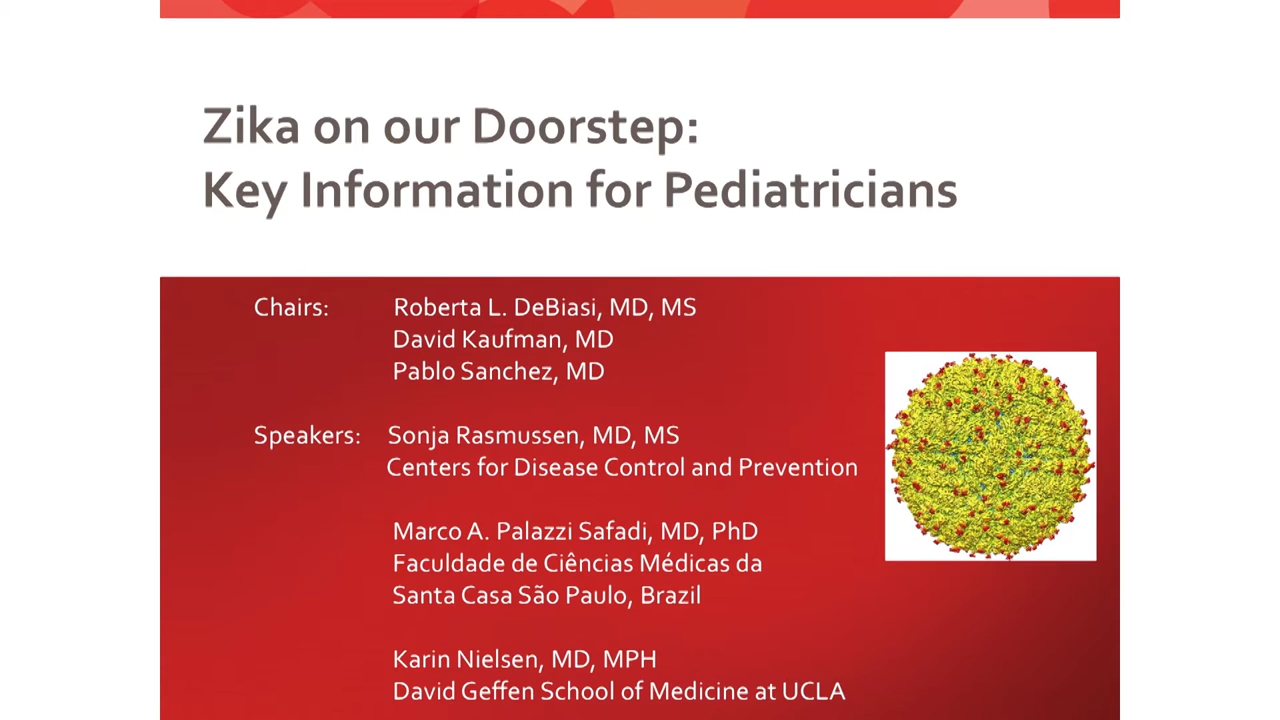 Zika on our Doorstep:
Key Information for Pediatricians
Chairs: Roberta L. DeBiasi, MD, MS
David Kaufman, MD
Pablo Sanchez, MD
Speakers: Sonja Rasmussen, MD, MS
Centers for Disease Control and Prevention
Marco A. Palazzi Safadi, MD, PhD
Faculdade de Ciências Médicas da
Santa Casa São Paulo, Brazil
Karin Nielsen, MD, MPH
David Geffen School of Medicine at UCLA